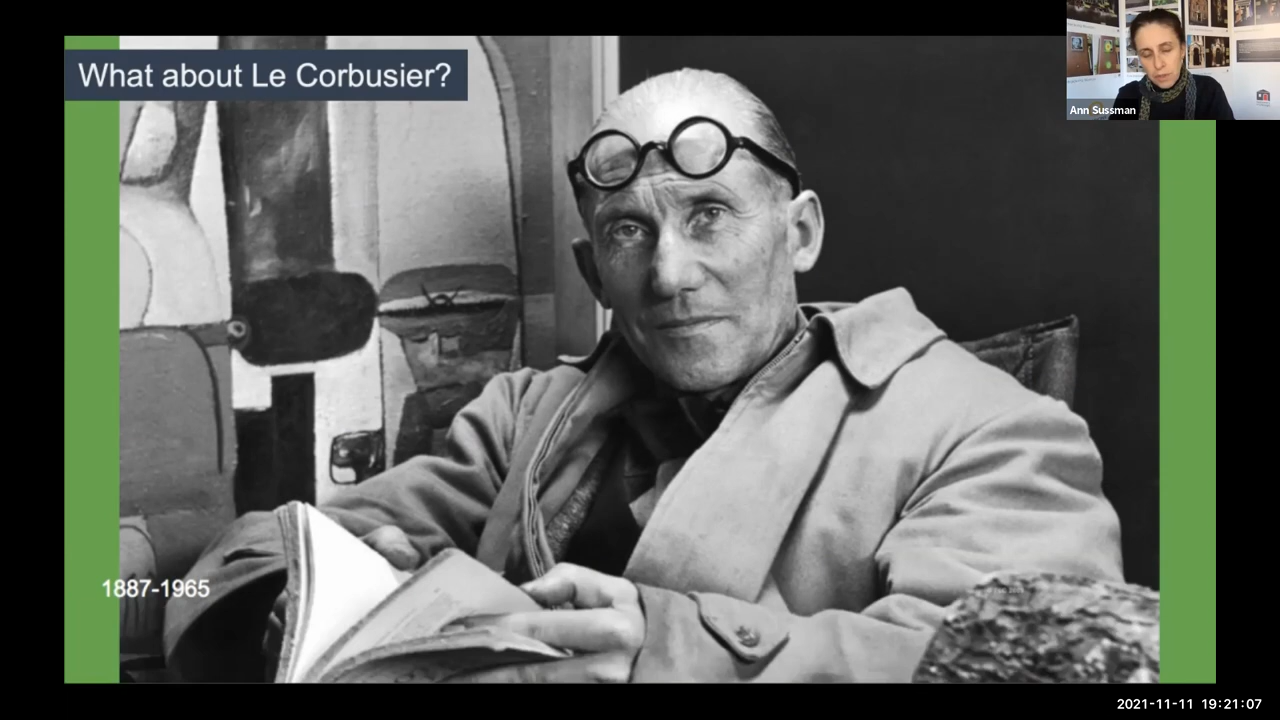 What about Le Corbusier?
Ann Sussman
1887-1965
2021-11-11 19:21:07